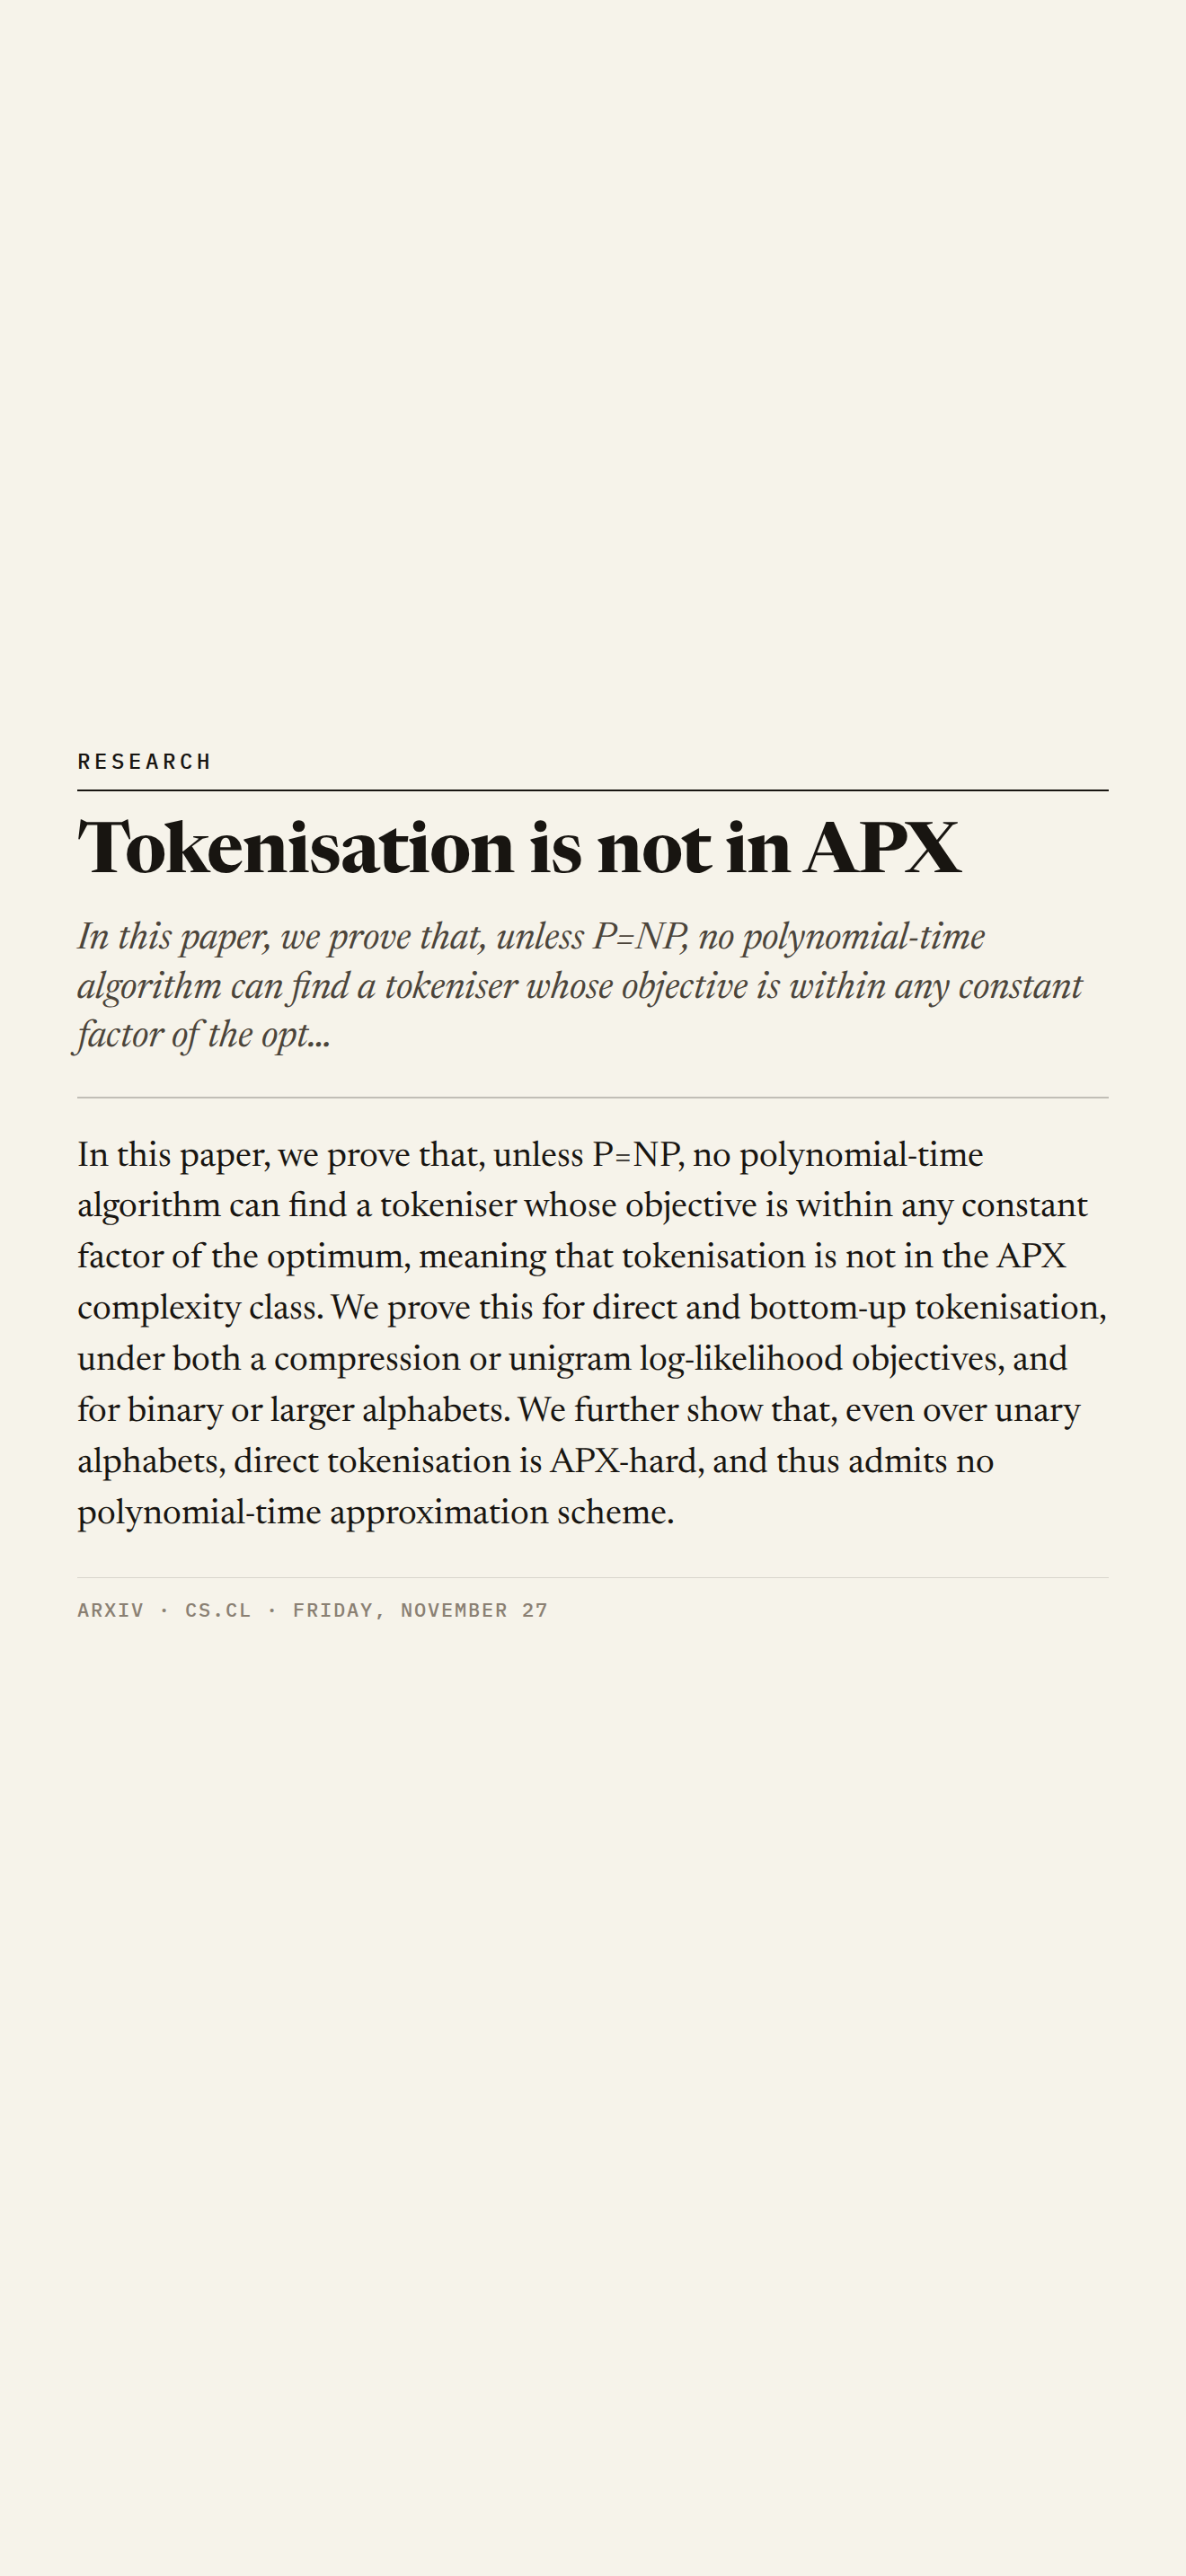 RESEARCH
Tokenisation is not in APX
In this paper, we prove that, unless P=NP, no polynomial-time
algorithm can find a tokeniser whose objective is within any constant
factor of the opt...
In this paper, we prove that, unless P=NP, no polynomial-time
algorithm can find a tokeniser whose objective is within any constant
factor of the optimum, meaning that tokenisation is not in the APX
complexity class. We prove this for direct and bottom-up tokenisation,
under both a compression or unigram log-likelihood objectives, and
for binary or larger alphabets. We further show that, even over unary
alphabets, direct tokenisation is APX-hard, and thus admits no
polynomial-time approximation scheme.
ARXIV · CS.CL · FRIDAY, NOVEMBER 27